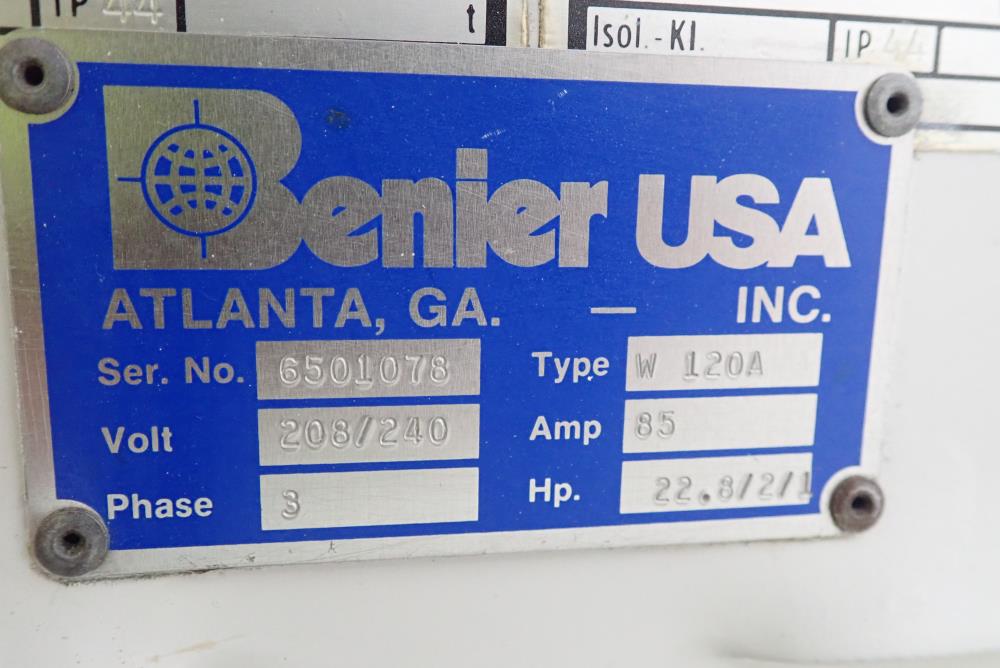 IP 44 t
Isol.-Kl. IP 44
Benier USA
ATLANTA, GA. — INC.
Ser. No. 6501078 Type W 120A
Volt 208/240 Amp 85
Phase 3 Hp. 22.8/2/1